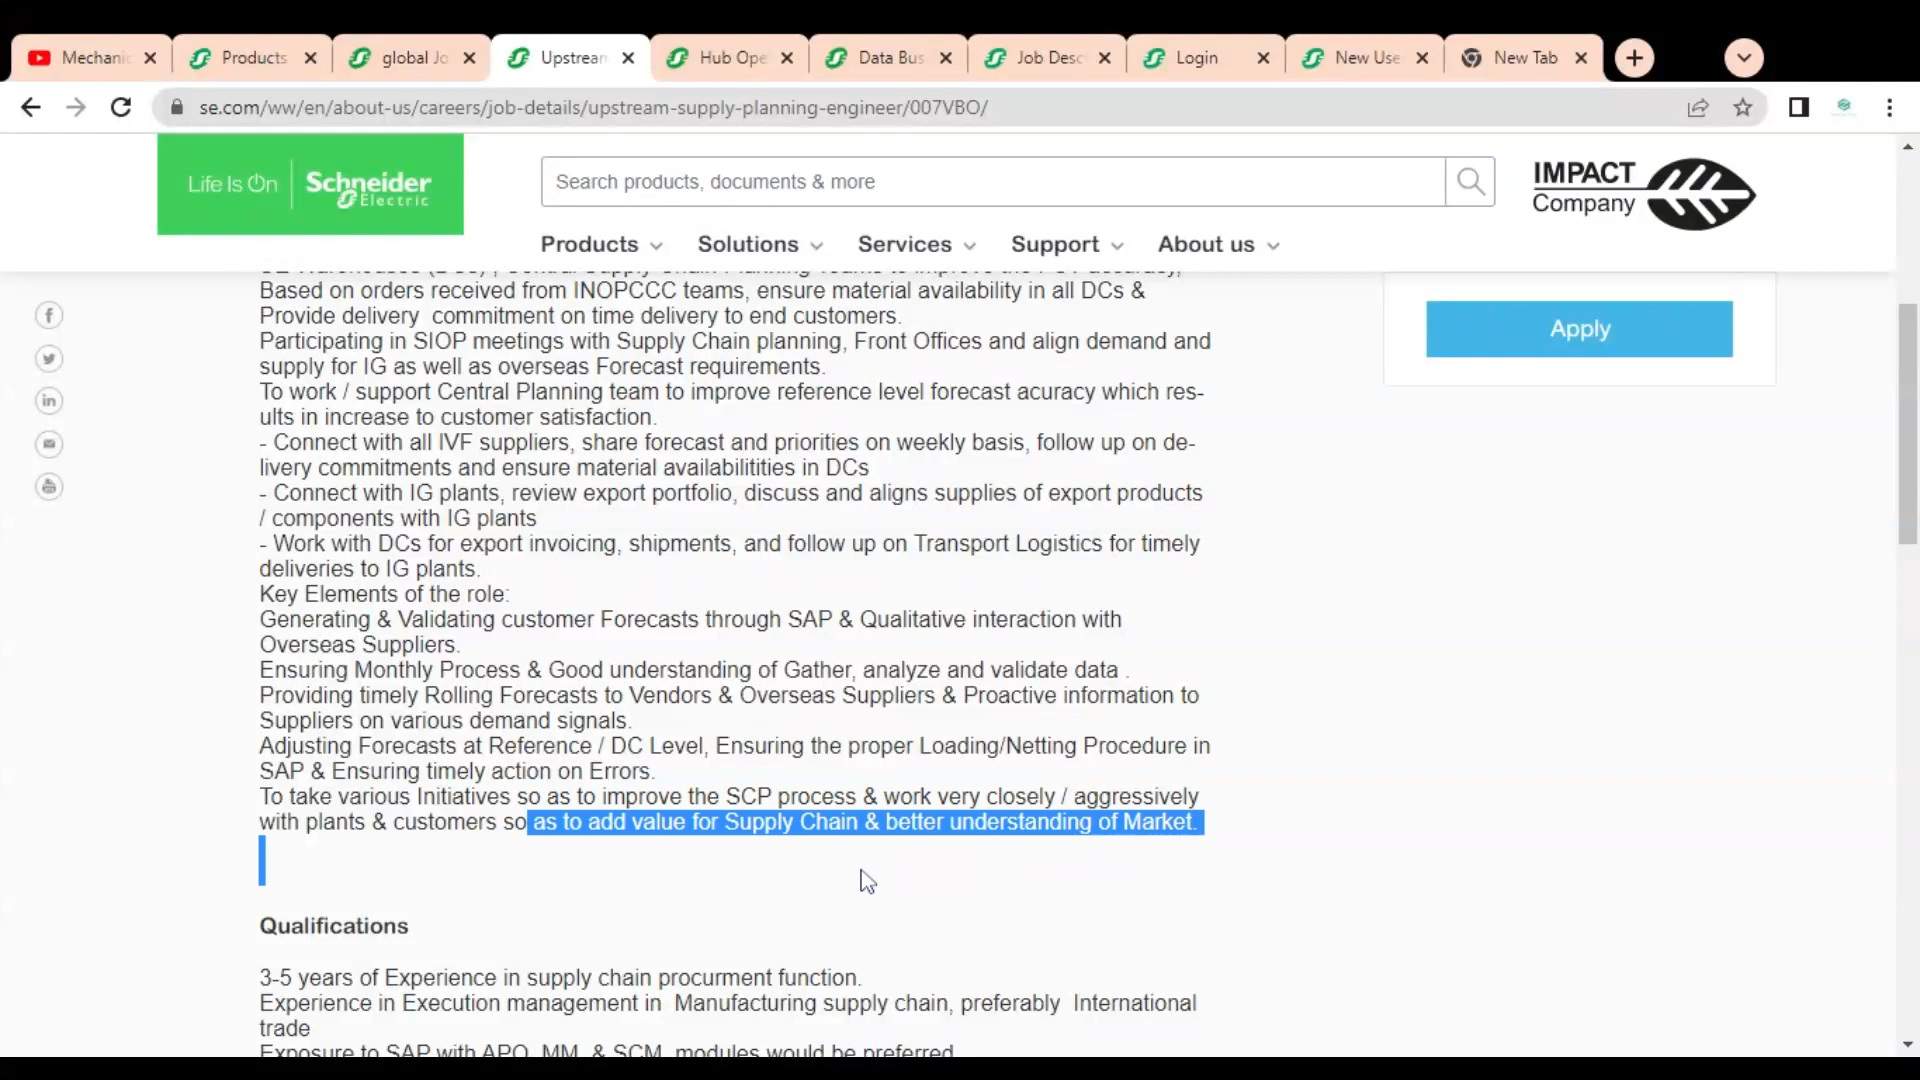 Mechani
Products
global Jo
Upstrean
Hub Ope
Data Bus
Job Desc
Login
New Use
New Tab
se.com/ww/en/about-us/careers/job-details/upstream-supply-planning-engineer/007VBO/
Life Is On
Schneider
Electric
Search products, documents & more
IMPACT
Company
Products
Solutions
Services
Support
About us
Based on orders received from INOPCCC teams, ensure material availability in all DCs &
Provide delivery  commitment on time delivery to end customers.
Participating in SIOP meetings with Supply Chain planning, Front Offices and align demand and
supply for IG as well as overseas Forecast requirements.
To work / support Central Planning team to improve reference level forecast acuracy which res-
ults in increase to customer satisfaction.
- Connect with all IVF suppliers, share forecast and priorities on weekly basis, follow up on de-
livery commitments and ensure material availabilitities in DCs
- Connect with IG plants, review export portfolio, discuss and aligns supplies of export products
/ components with IG plants
- Work with DCs for export invoicing, shipments, and follow up on Transport Logistics for timely
deliveries to IG plants.
Key Elements of the role:
Generating & Validating customer Forecasts through SAP & Qualitative interaction with
Overseas Suppliers.
Ensuring Monthly Process & Good understanding of Gather, analyze and validate data .
Providing timely Rolling Forecasts to Vendors & Overseas Suppliers & Proactive information to
Suppliers on various demand signals.
Adjusting Forecasts at Reference / DC Level, Ensuring the proper Loading/Netting Procedure in
SAP & Ensuring timely action on Errors.
To take various Initiatives so as to improve the SCP process & work very closely / aggressively
with plants & customers so as to add value for Supply Chain & better understanding of Market.
Qualifications
3-5 years of Experience in supply chain procurment function.
Experience in Execution management in  Manufacturing supply chain, preferably  International
trade
Exposure to SAP with APO, MM, & SCM  modules would be preferred
Apply